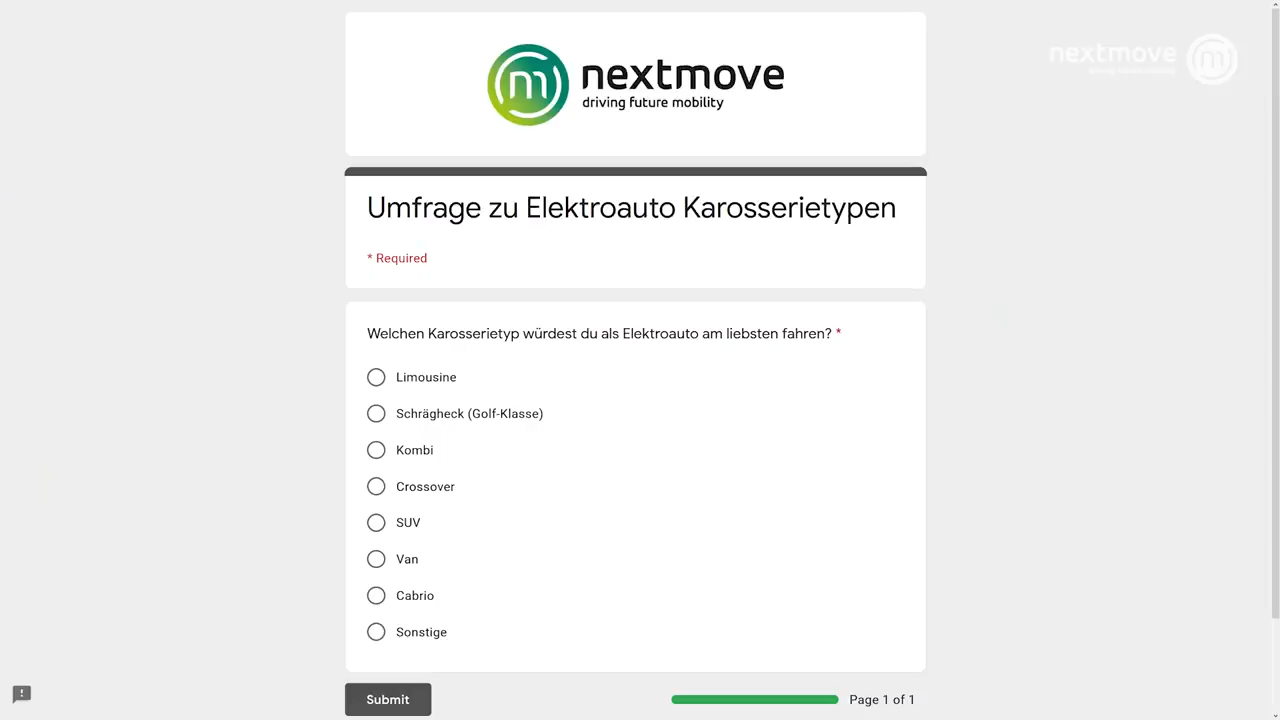 nextmove
driving future mobility
nextmove
Umfrage zu Elektroauto Karosserietypen
* Required
Welchen Karosserietyp würdest du als Elektroauto am liebsten fahren? *
Limousine
Schrägheck (Golf-Klasse)
Kombi
Crossover
SUV
Van
Cabrio
Sonstige
Submit
Page 1 of 1